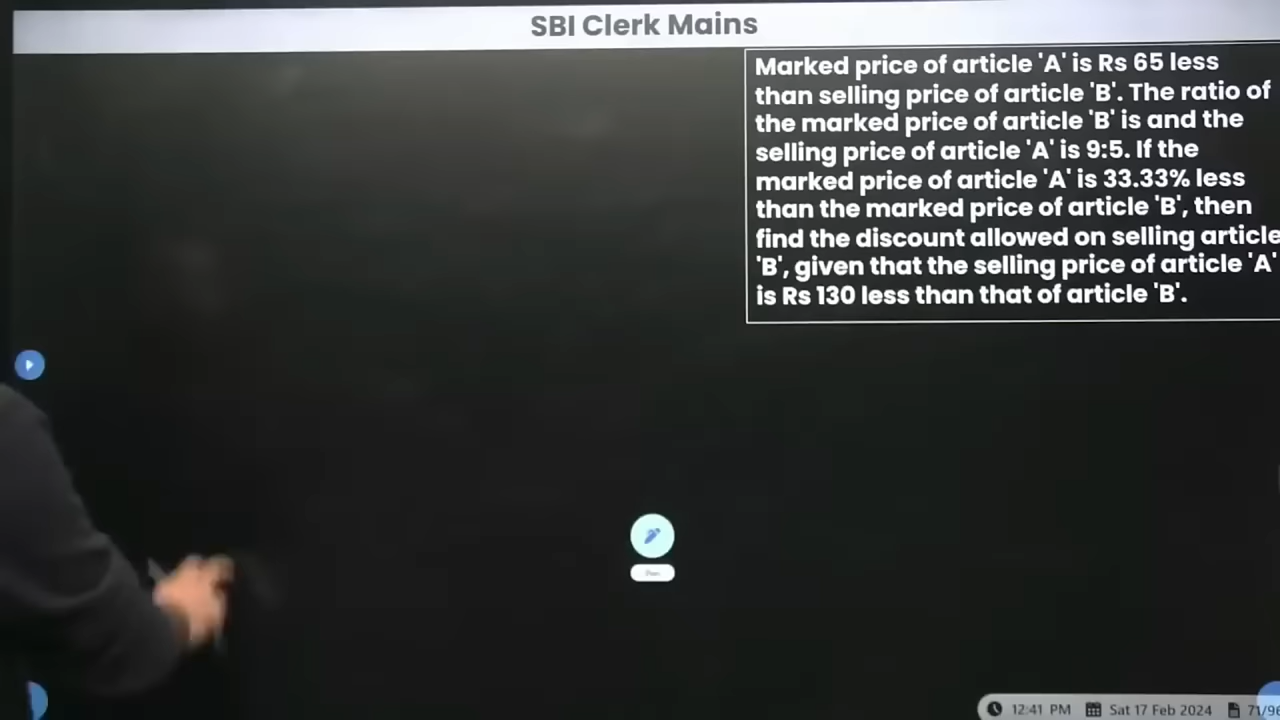 SBI Clerk Mains
Marked price of article 'A' is Rs 65 less
than selling price of article 'B'. The ratio of
the marked price of article 'B' is and the
selling price of article 'A' is 9:5. If the
marked price of article 'A' is 33.33% less
than the marked price of article 'B', then
find the discount allowed on selling article
'B', given that the selling price of article 'A'
is Rs 130 less than that of article 'B'.
12:41 PM Sat 17 Feb 2024 71/96